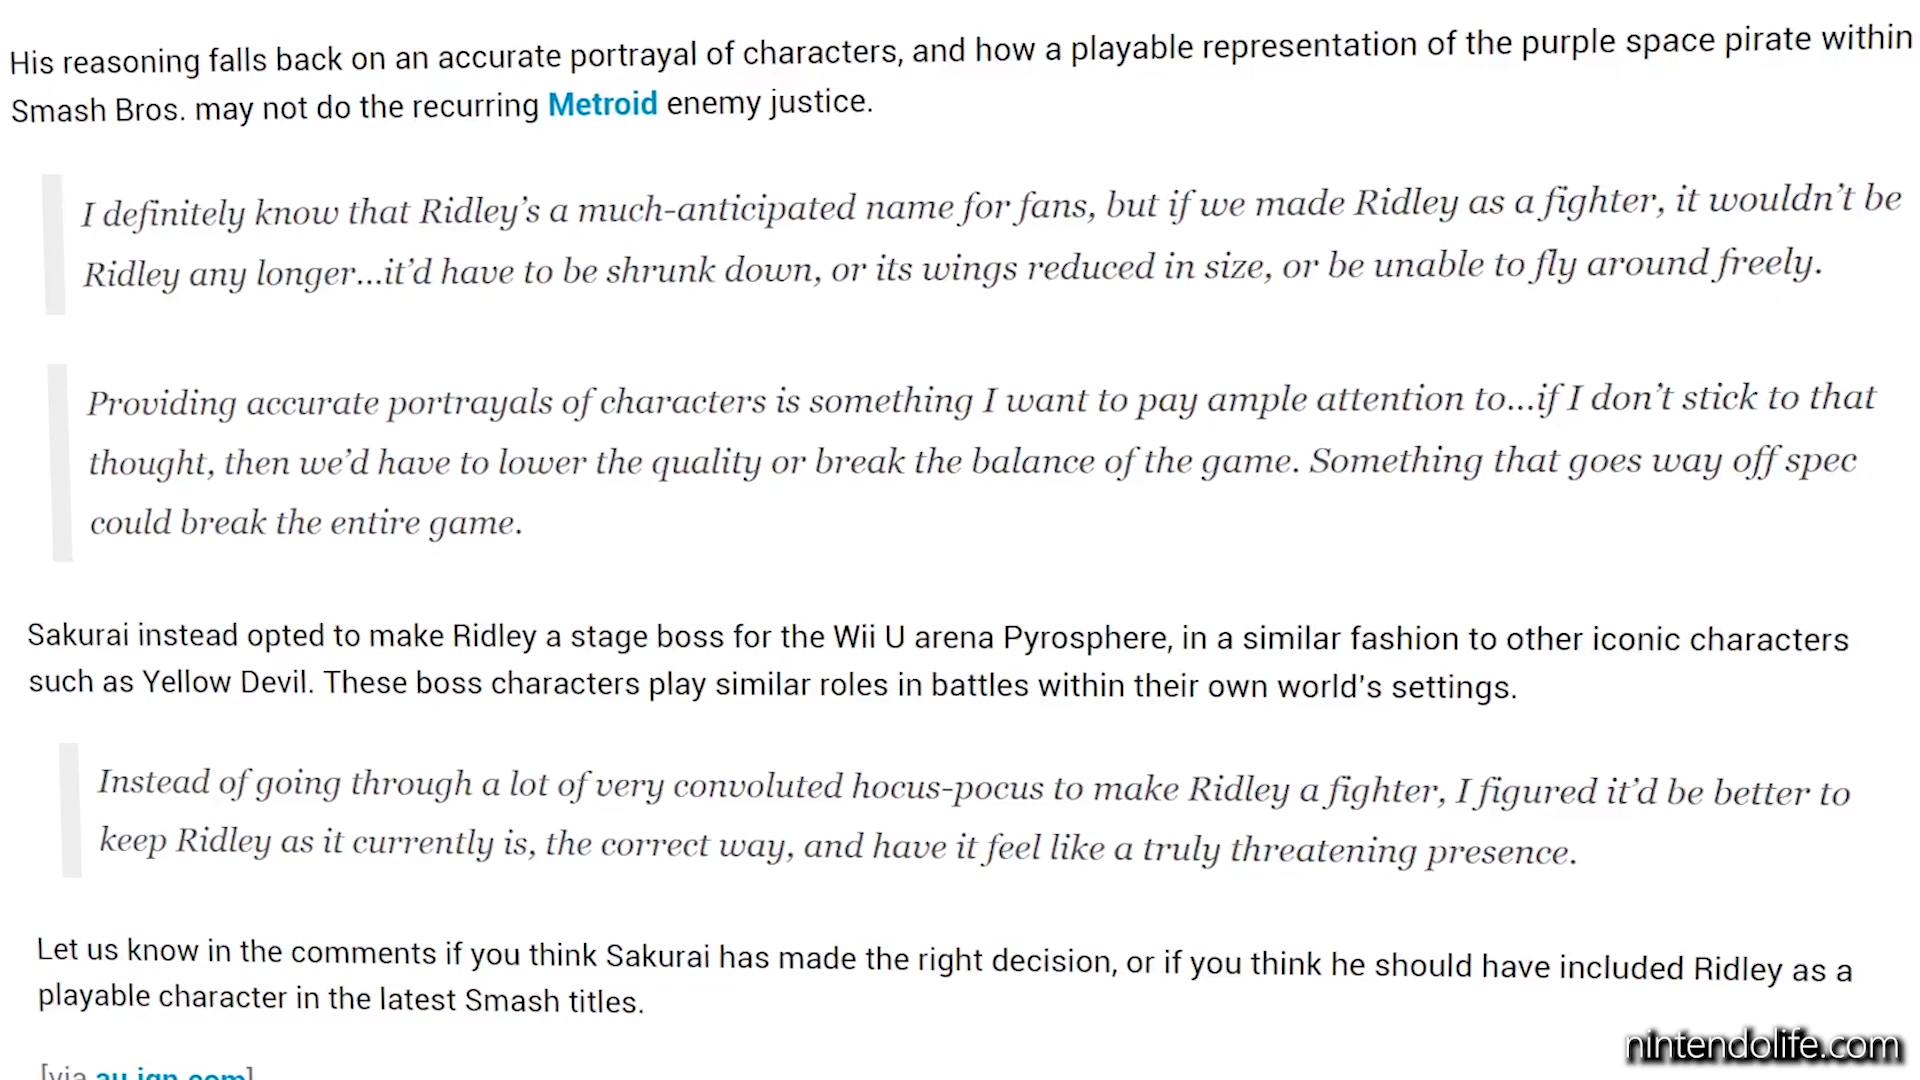 His reasoning falls back on an accurate portrayal of characters, and how a playable representation of the purple space pirate within
Smash Bros. may not do the recurring Metroid enemy justice.
I definitely know that Ridley’s a much-anticipated name for fans, but if we made Ridley as a fighter, it wouldn’t be
Ridley any longer...it’d have to be shrunk down, or its wings reduced in size, or be unable to fly around freely.
Providing accurate portrayals of characters is something I want to pay ample attention to...if I don’t stick to that
thought, then we’d have to lower the quality or break the balance of the game. Something that goes way off spec
could break the entire game.
Sakurai instead opted to make Ridley a stage boss for the Wii U arena Pyrosphere, in a similar fashion to other iconic characters
such as Yellow Devil. These boss characters play similar roles in battles within their own world's settings.
Instead of going through a lot of very convoluted hocus-pocus to make Ridley a fighter, I figured it’d be better to
keep Ridley as it currently is, the correct way, and have it feel like a truly threatening presence.
Let us know in the comments if you think Sakurai has made the right decision, or if you think he should have included Ridley as a
playable character in the latest Smash titles.
nintendolife.com
[via au.ign.com]